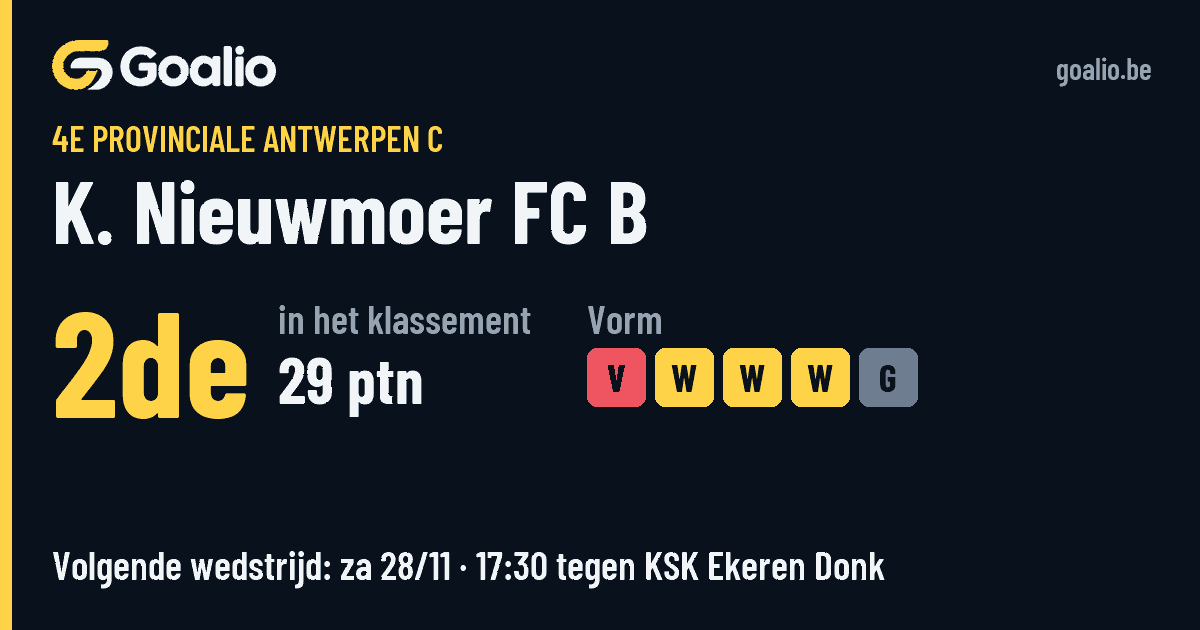 Goalio
goalio.be
4E PROVINCIALE ANTWERPEN C
K. Nieuwmoer FC B
2de
in het klassement
29 ptn
Vorm
V W W W G
Volgende wedstrijd: za 28/11 · 17:30 tegen KSK Ekeren Donk